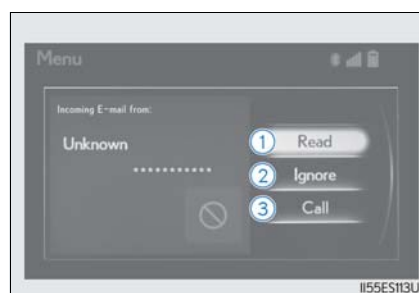 Menu
Incoming E-mail from:
Unknown
***********
1 Read
2 Ignore
3 Call
II55ES113U